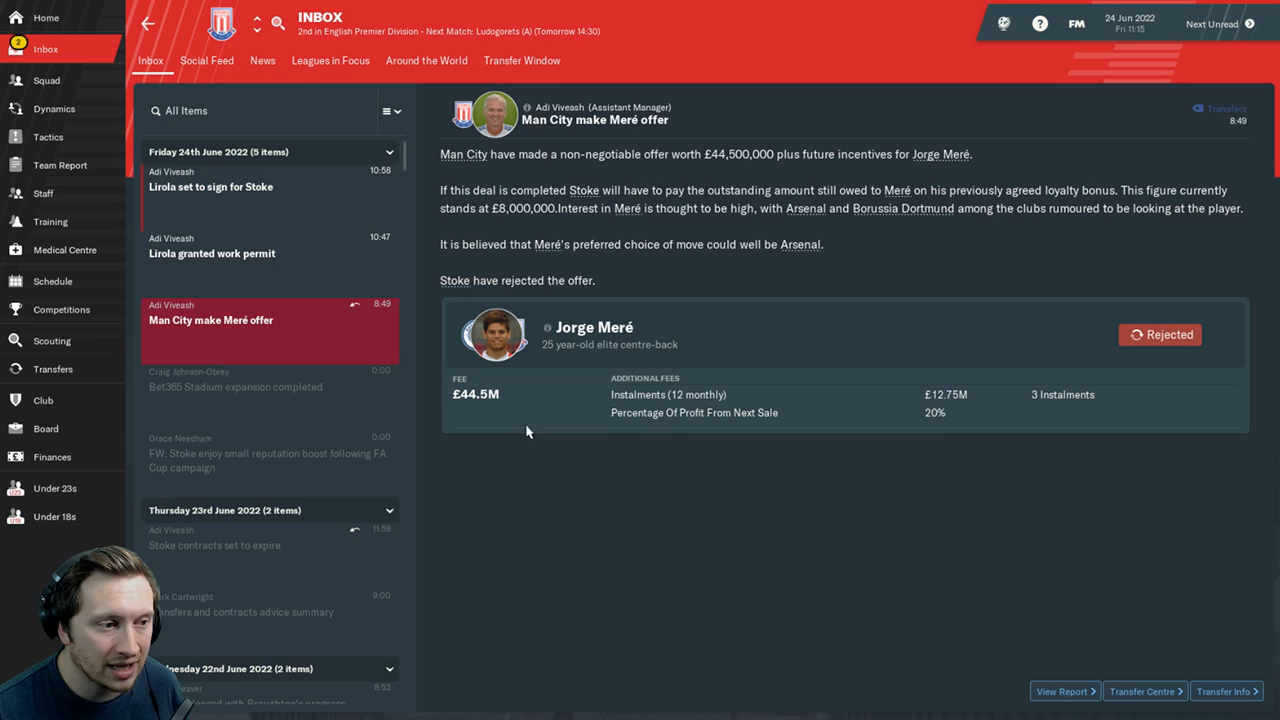 Home
2
Inbox
Squad
Dynamics
Tactics
Team Report
Staff
Training
Medical Centre
Schedule
Competitions
Scouting
Transfers
Club
Board
Finances
U23
Under 23s
U18
Under 18s
INBOX
2nd in English Premier Division - Next Match: Ludogorets (A) (Tomorrow 14:30)
FM
24 Jun 2022
Fri 11:15
Next Unread
Inbox
Social Feed
News
Leagues in Focus
Around the World
Transfer Window
All Items
Friday 24th June 2022 (5 items)
Adi Viveash
10:58
Lirola set to sign for Stoke
Adi Viveash
10:47
Lirola granted work permit
Adi Viveash
8:49
Man City make Meré offer
Craig Johnson-Obrey
0:00
Bet365 Stadium expansion completed
Grace Needham
0:00
FW: Stoke enjoy small reputation boost following FA
Cup campaign
Thursday 23rd June 2022 (2 items)
Adi Viveash
11:59
Stoke contracts set to expire
ark Cartwright
9:00
ansfers and contracts advice summary
nesday 22nd June 2022 (2 items)
8:53
Adi Viveash (Assistant Manager)
Man City make Meré offer
Transfers
8:49
Man City have made a non-negotiable offer worth £44,500,000 plus future incentives for Jorge Meré.
If this deal is completed Stoke will have to pay the outstanding amount still owed to Meré on his previously agreed loyalty bonus. This figure currently
stands at £8,000,000.Interest in Meré is thought to be high, with Arsenal and Borussia Dortmund among the clubs rumoured to be looking at the player.
It is believed that Meré's preferred choice of move could well be Arsenal.
Stoke have rejected the offer.
Jorge Meré
25 year-old elite centre-back
Rejected
FEE
£44.5M
ADDITIONAL FEES
Instalments (12 monthly)
£12.75M
3 Instalments
Percentage Of Profit From Next Sale
20%
View Report
Transfer Centre
Transfer Info